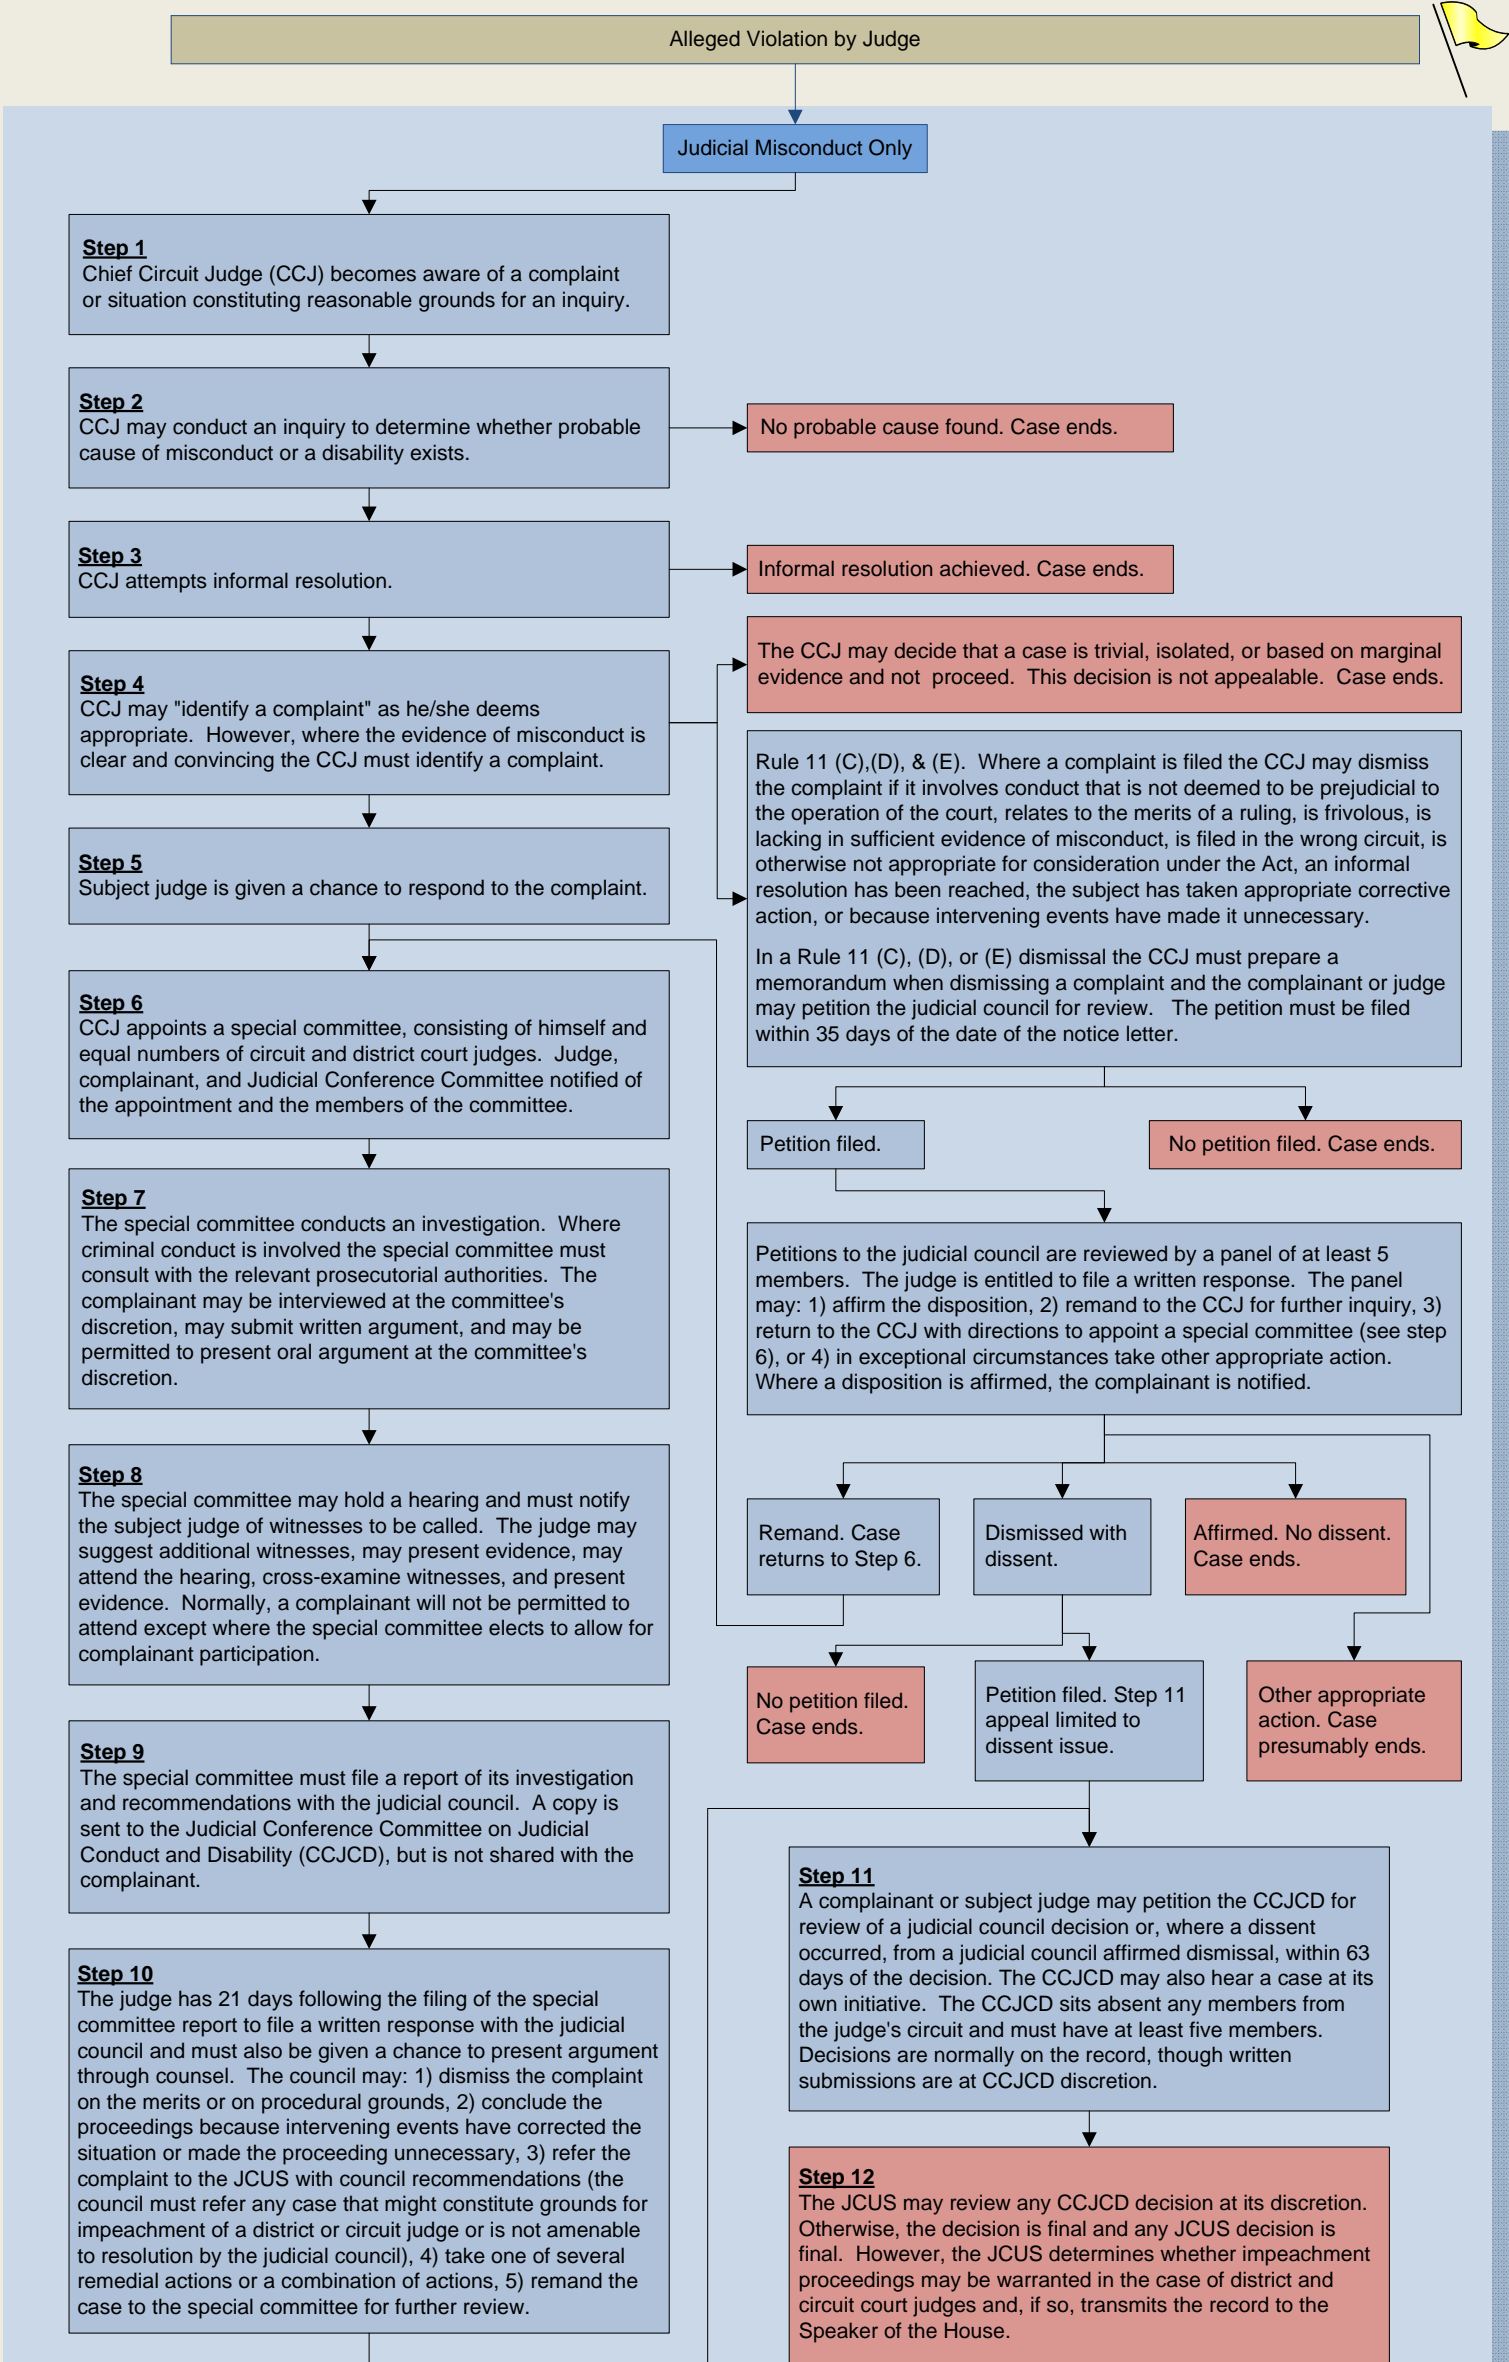 Alleged Violation by Judge
Judicial Misconduct Only
Step 1
Chief Circuit Judge (CCJ) becomes aware of a complaint
or situation constituting reasonable grounds for an inquiry.
Step 2
CCJ may conduct an inquiry to determine whether probable
cause of misconduct or a disability exists.
No probable cause found. Case ends.
Step 3
CCJ attempts informal resolution.
Informal resolution achieved. Case ends.
Step 4
CCJ may "identify a complaint" as he/she deems
appropriate. However, where the evidence of misconduct is
clear and convincing the CCJ must identify a complaint.
The CCJ may decide that a case is trivial, isolated, or based on marginal
evidence and not proceed. This decision is not appealable. Case ends.
Rule 11 (C),(D), & (E). Where a complaint is filed the CCJ may dismiss
the complaint if it involves conduct that is not deemed to be prejudicial to
the operation of the court, relates to the merits of a ruling, is frivolous, is
lacking in sufficient evidence of misconduct, is filed in the wrong circuit, is
otherwise not appropriate for consideration under the Act, an informal
resolution has been reached, the subject has taken appropriate corrective
action, or because intervening events have made it unnecessary.
In a Rule 11 (C), (D), or (E) dismissal the CCJ must prepare a
memorandum when dismissing a complaint and the complainant or judge
may petition the judicial council for review. The petition must be filed
within 35 days of the date of the notice letter.
Step 5
Subject judge is given a chance to respond to the complaint.
Step 6
CCJ appoints a special committee, consisting of himself and
equal numbers of circuit and district court judges. Judge,
complainant, and Judicial Conference Committee notified of
the appointment and the members of the committee.
Petition filed.
No petition filed. Case ends.
Step 7
The special committee conducts an investigation. Where
criminal conduct is involved the special committee must
consult with the relevant prosecutorial authorities. The
complainant may be interviewed at the committee's
discretion, may submit written argument, and may be
permitted to present oral argument at the committee's
discretion.
Petitions to the judicial council are reviewed by a panel of at least 5
members. The judge is entitled to file a written response. The panel
may: 1) affirm the disposition, 2) remand to the CCJ for further inquiry, 3)
return to the CCJ with directions to appoint a special committee (see step
6), or 4) in exceptional circumstances take other appropriate action.
Where a disposition is affirmed, the complainant is notified.
Step 8
The special committee may hold a hearing and must notify
the subject judge of witnesses to be called. The judge may
suggest additional witnesses, may present evidence, may
attend the hearing, cross-examine witnesses, and present
evidence. Normally, a complainant will not be permitted to
attend except where the special committee elects to allow for
complainant participation.
Remand. Case
returns to Step 6.
Dismissed with
dissent.
Affirmed. No dissent.
Case ends.
No petition filed.
Case ends.
Petition filed. Step 11
appeal limited to
dissent issue.
Other appropriate
action. Case
presumably ends.
Step 9
The special committee must file a report of its investigation
and recommendations with the judicial council. A copy is
sent to the Judicial Conference Committee on Judicial
Conduct and Disability (CCJCD), but is not shared with the
complainant.
Step 10
The judge has 21 days following the filing of the special
committee report to file a written response with the judicial
council and must also be given a chance to present argument
through counsel. The council may: 1) dismiss the complaint
on the merits or on procedural grounds, 2) conclude the
proceedings because intervening events have corrected the
situation or made the proceeding unnecessary, 3) refer the
complaint to the JCUS with council recommendations (the
council must refer any case that might constitute grounds for
impeachment of a district or circuit judge or is not amenable
to resolution by the judicial council), 4) take one of several
remedial actions or a combination of actions, 5) remand the
case to the special committee for further review.
Step 11
A complainant or subject judge may petition the CCJCD for
review of a judicial council decision or, where a dissent
occurred, from a judicial council affirmed dismissal, within 63
days of the decision. The CCJCD may also hear a case at its
own initiative. The CCJCD sits absent any members from
the judge's circuit and must have at least five members.
Decisions are normally on the record, though written
submissions are at CCJCD discretion.
Step 12
The JCUS may review any CCJCD decision at its discretion.
Otherwise, the decision is final and any JCUS decision is
final. However, the JCUS determines whether impeachment
proceedings may be warranted in the case of district and
circuit court judges and, if so, transmits the record to the
Speaker of the House.